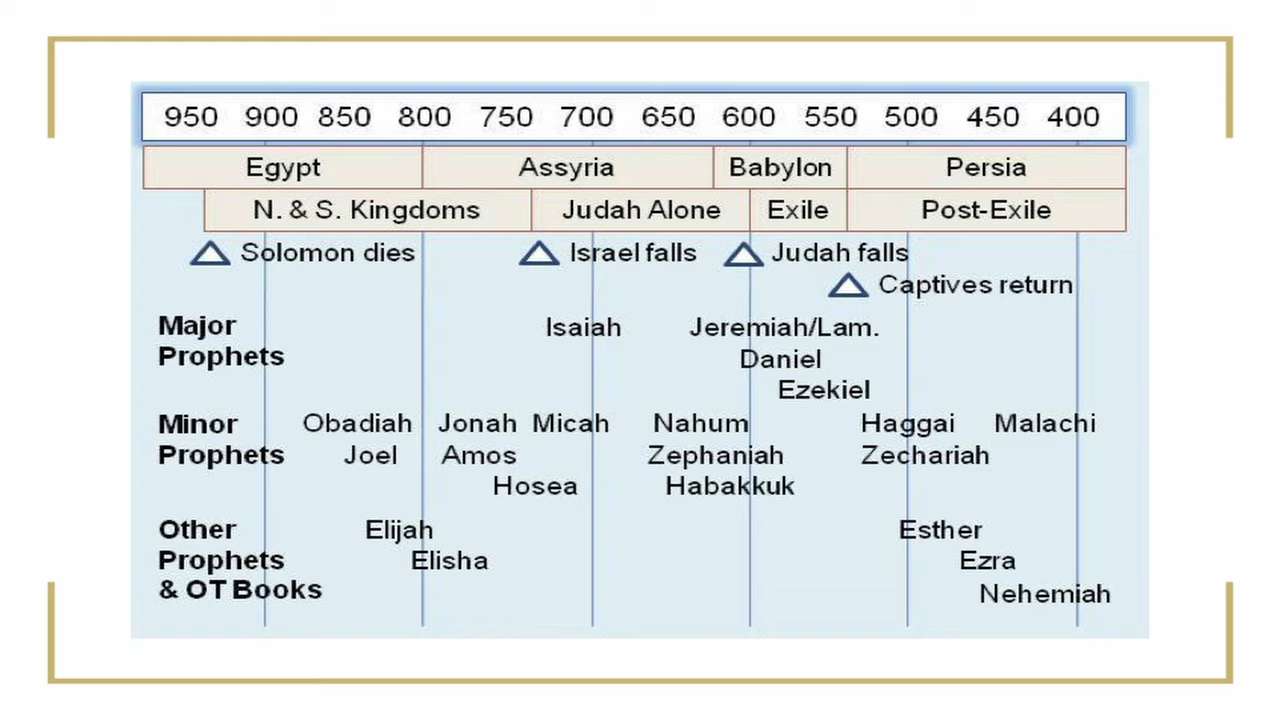 950 900 850 800 750 700 650 600 550 500 450 400
Egypt Assyria Babylon Persia
N. & S. Kingdoms Judah Alone Exile Post-Exile
Solomon dies Israel falls Judah falls
Captives return
Major Isaiah Jeremiah/Lam.
Prophets Daniel
Ezekiel
Minor Obadiah Jonah Micah Nahum Haggai Malachi
Prophets Joel Amos Zephaniah Zechariah
Hosea Habakkuk
Other Elijah Esther
Prophets Elisha Ezra
& OT Books Nehemiah